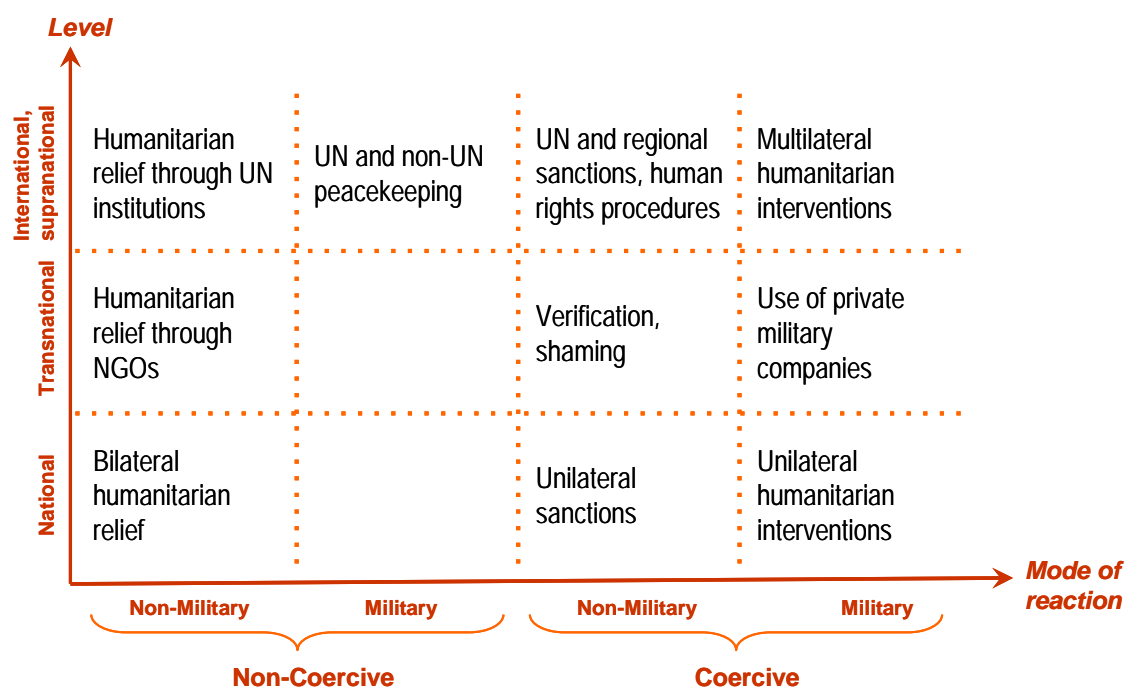 Level
International,
supranational
Humanitarian
relief through UN
institutions
UN and non-UN
peacekeeping
UN and regional
sanctions, human
rights procedures
Multilateral
humanitarian
interventions
Transnational
Humanitarian
relief through
NGOs
Verification,
shaming
Use of private
military
companies
National
Bilateral
humanitarian
relief
Unilateral
sanctions
Unilateral
humanitarian
interventions
Mode of
reaction
Non-Military
Military
Non-Military
Military
Non-Coercive
Coercive